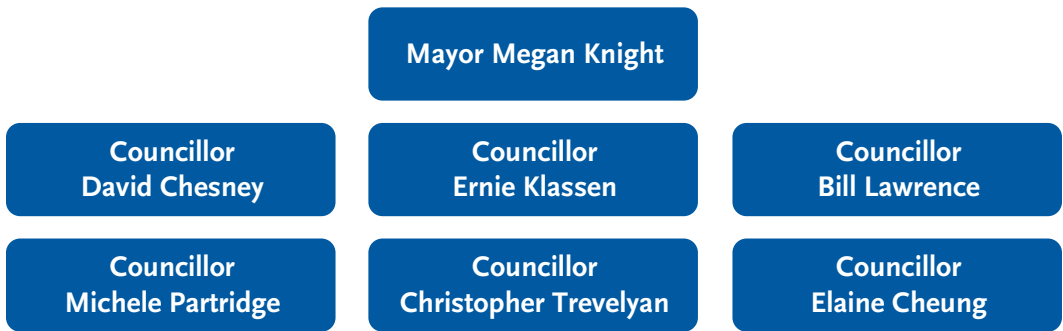 Mayor Megan Knight
Councillor
David Chesney
Councillor
Ernie Klassen
Councillor
Bill Lawrence
Councillor
Michele Partridge
Councillor
Christopher Trevelyan
Councillor
Elaine Cheung